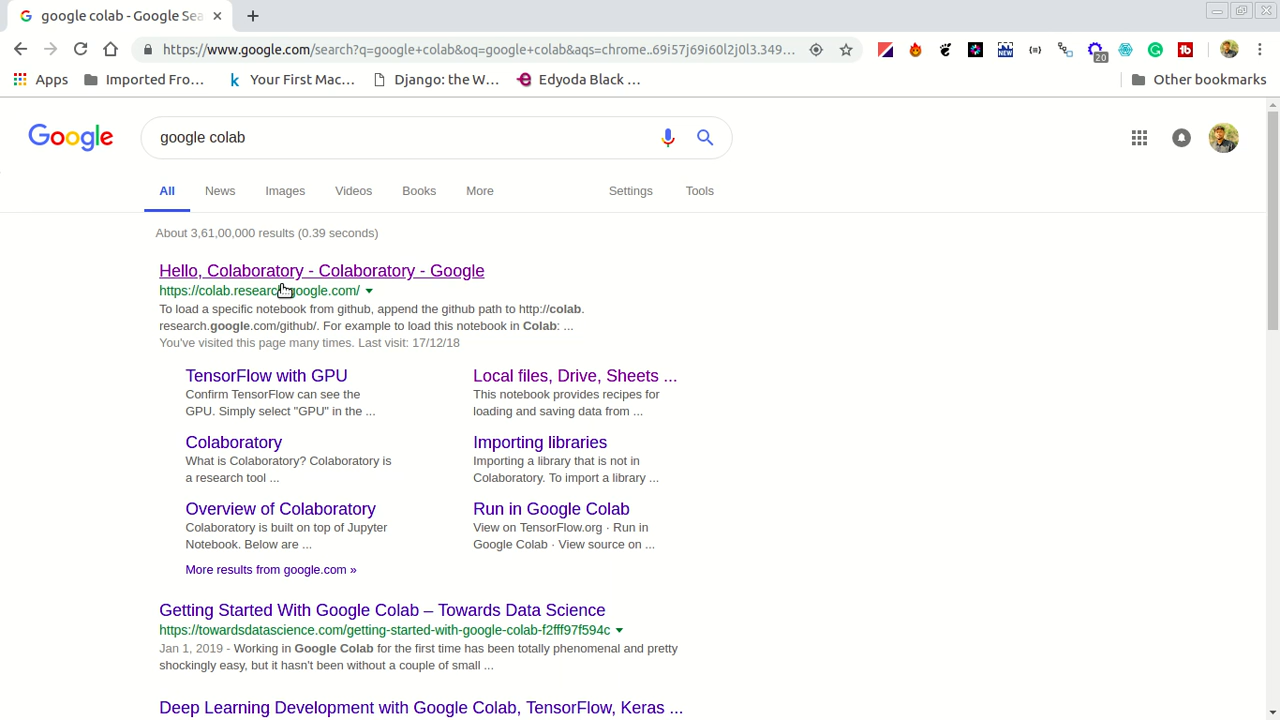 google colab - Google Sea
https://www.google.com/search?q=google+colab&oq=google+colab&aqs=chrome..69i57j69i60l2j0l3.349...
20
Apps
Imported Fro...
Your First Mac...
Django: the W...
Edyoda Black ...
Other bookmarks
Google
google colab
All
News
Images
Videos
Books
More
Settings
Tools
About 3,61,00,000 results (0.39 seconds)
Hello, Colaboratory - Colaboratory - Google
https://colab.research.google.com/
To load a specific notebook from github, append the github path to http://colab.
research.google.com/github/. For example to load this notebook in Colab: ...
You've visited this page many times. Last visit: 17/12/18
TensorFlow with GPU
Confirm TensorFlow can see the
GPU. Simply select "GPU" in the ...
Local files, Drive, Sheets ...
This notebook provides recipes for
loading and saving data from ...
Colaboratory
What is Colaboratory? Colaboratory is
a research tool ...
Importing libraries
Importing a library that is not in
Colaboratory. To import a library ...
Overview of Colaboratory
Colaboratory is built on top of Jupyter
Notebook. Below are ...
Run in Google Colab
View on TensorFlow.org · Run in
Google Colab · View source on ...
More results from google.com »
Getting Started With Google Colab – Towards Data Science
https://towardsdatascience.com/getting-started-with-google-colab-f2fff97f594c
Jan 1, 2019 - Working in Google Colab for the first time has been totally phenomenal and pretty
shockingly easy, but it hasn't been without a couple of small ...
Deep Learning Development with Google Colab, TensorFlow, Keras ...